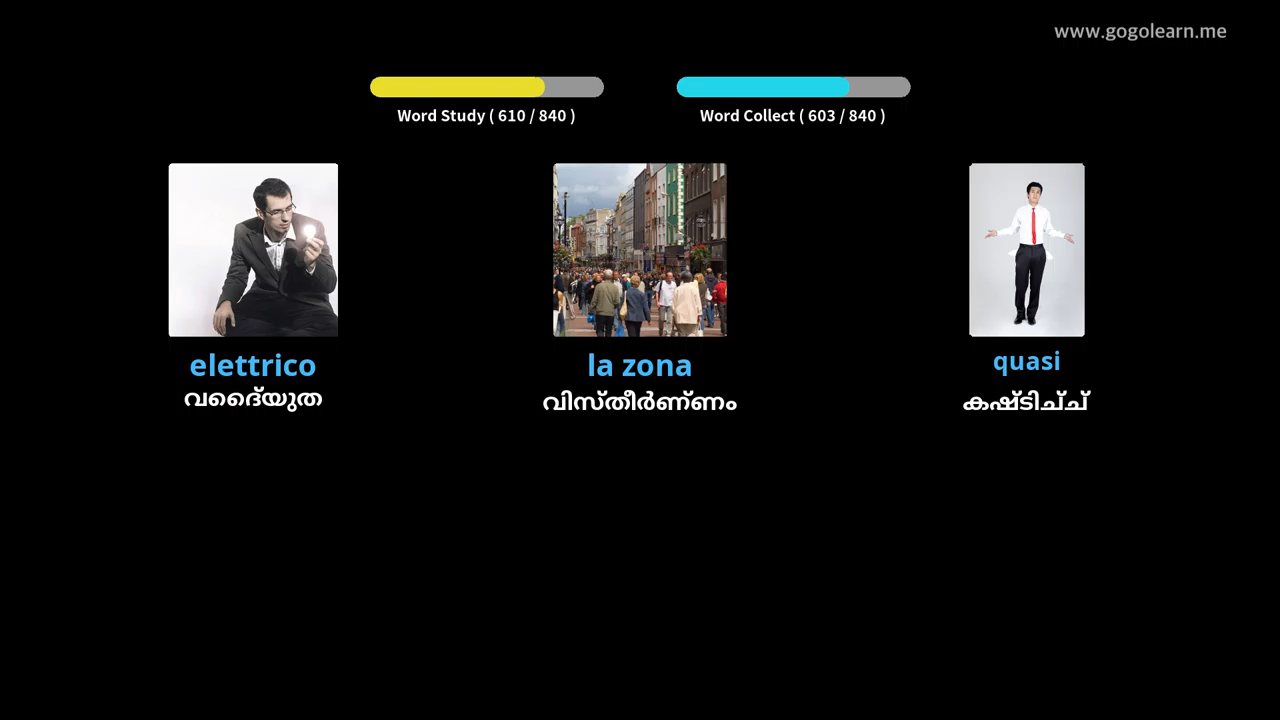 www.gogolearn.me
Word Study ( 610 / 840 )
Word Collect ( 603 / 840 )
elettrico
la zona
quasi
വൈദ്യുത
വിസ്തീർണ്ണം
കഷ്ടിച്ച്